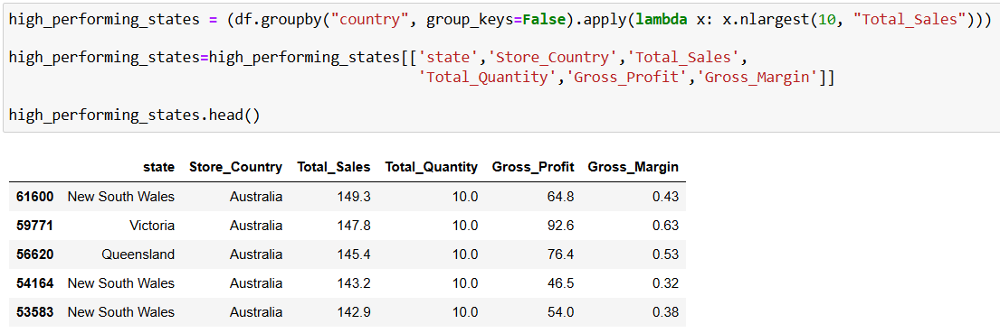 high_performing_states = (df.groupby("country", group_keys=False).apply(lambda x: x.nlargest(10, "Total_Sales")))
high_performing_states=high_performing_states[['state','Store_Country','Total_Sales',
'Total_Quantity','Gross_Profit','Gross_Margin']]
high_performing_states.head()
state Store_Country Total_Sales Total_Quantity Gross_Profit Gross_Margin
61600 New South Wales Australia 149.3 10.0 64.8 0.43
59771 Victoria Australia 147.8 10.0 92.6 0.63
56620 Queensland Australia 145.4 10.0 76.4 0.53
54164 New South Wales Australia 143.2 10.0 46.5 0.32
53583 New South Wales Australia 142.9 10.0 54.0 0.38